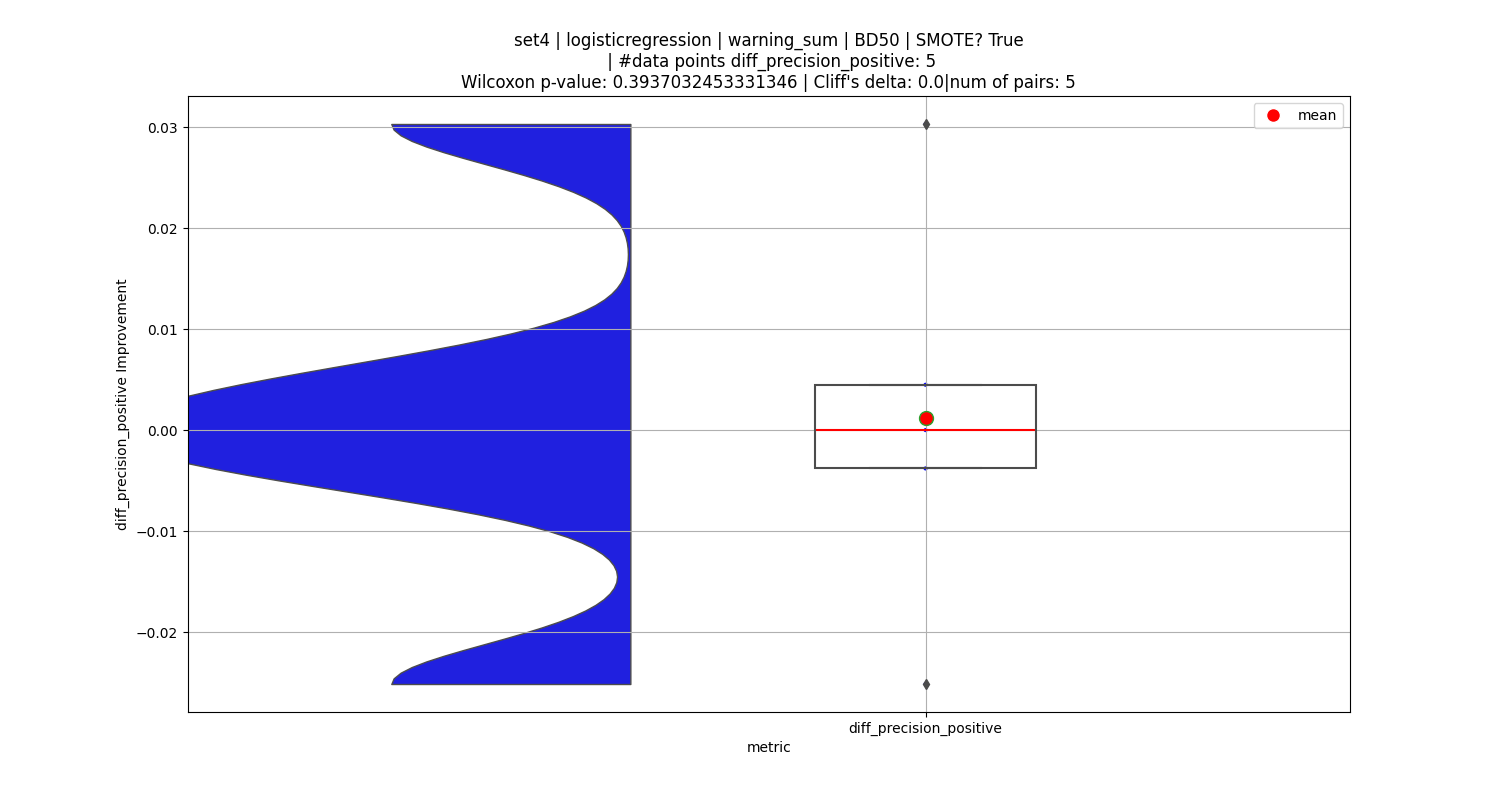 set4 | logisticregression | warning_sum | BD50 | SMOTE? True
| #data points diff_precision_positive: 5
Wilcoxon p-value: 0.3937032453331346 | Cliff's delta: 0.0|num of pairs: 5
mean
0.03
0.02
0.01
0.00
−0.01
−0.02
diff_precision_positive Improvement
diff_precision_positive
metric